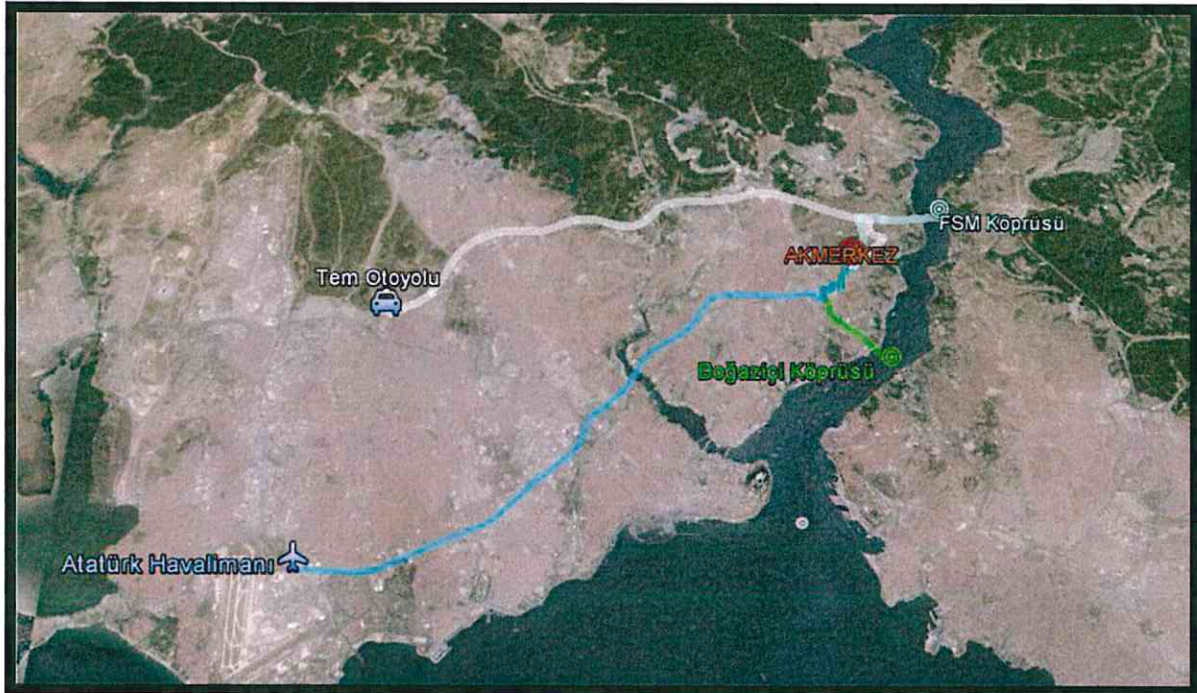 FSM Köprüsü
AKMERKEZ
Tem Otoyolu
Boğaziçi Köprüsü
Atatürk Havalimanı